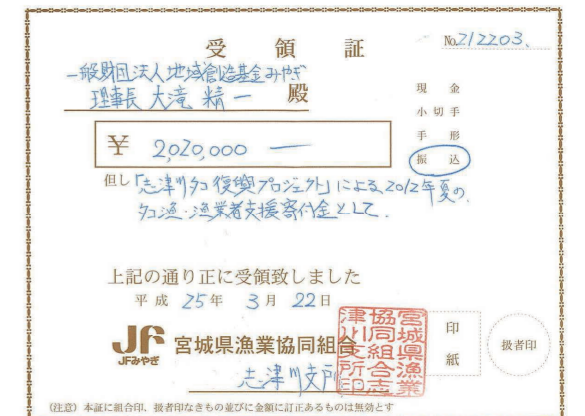 受領証
No.212203.
一般財団法人地域創造基金みやぎ
理事長 大滝 精一 殿
現金
小切手
手形
振込
¥ 2,020,000 —
但し「志津川タコ復興プロジェクト」による、2012年夏の
タコ漁・漁業者支援寄付金として.
上記の通り正に受領致しました
平成 25年 3月 22日
JF
JFみやぎ
宮城県漁業協同組合
志津川支所
宮城県漁業
協同組合志
津川支所印
印紙
扱者印
(注意) 本証に組合印、扱者印なきもの並びに金額に訂正あるものは無効とす